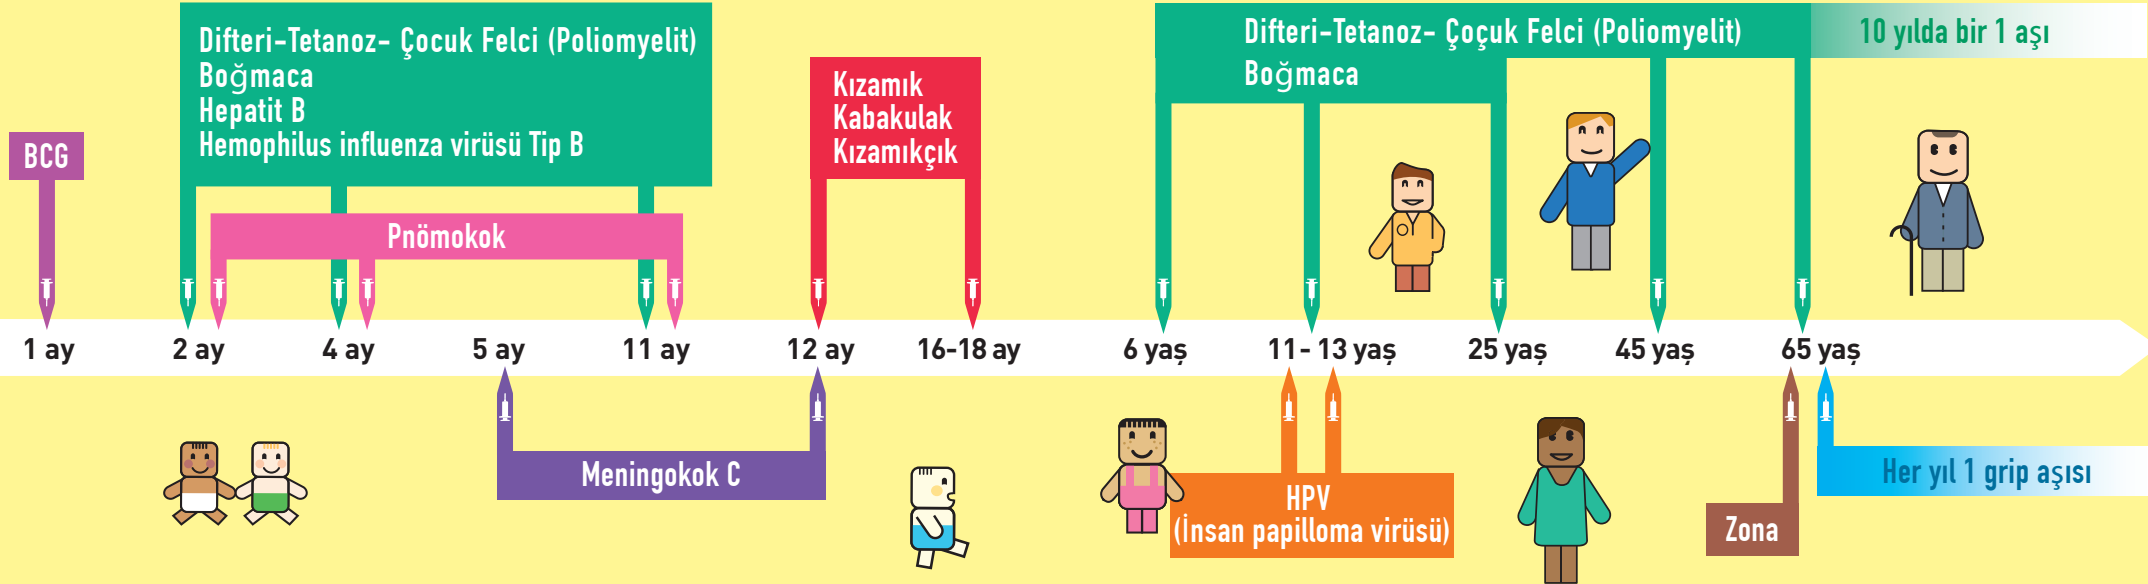 Difteri-Tetanoz- Çocuk Felci (Poliomyelit)
Boğmaca
Hepatit B
Hemophilus influenza virüsü Tip B
Kızamık
Kabakulak
Kızamıkçık
Difteri-Tetanoz- Çoçuk Felci (Poliomyelit)
Boğmaca
10 yılda bir 1 aşı
BCG
Pnömokok
1 ay
2 ay
4 ay
5 ay
11 ay
12 ay
16-18 ay
6 yaş
11- 13 yaş
25 yaş
45 yaş
65 yaş
Meningokok C
HPV
(İnsan papilloma virüsü)
Zona
Her yıl 1 grip aşısı